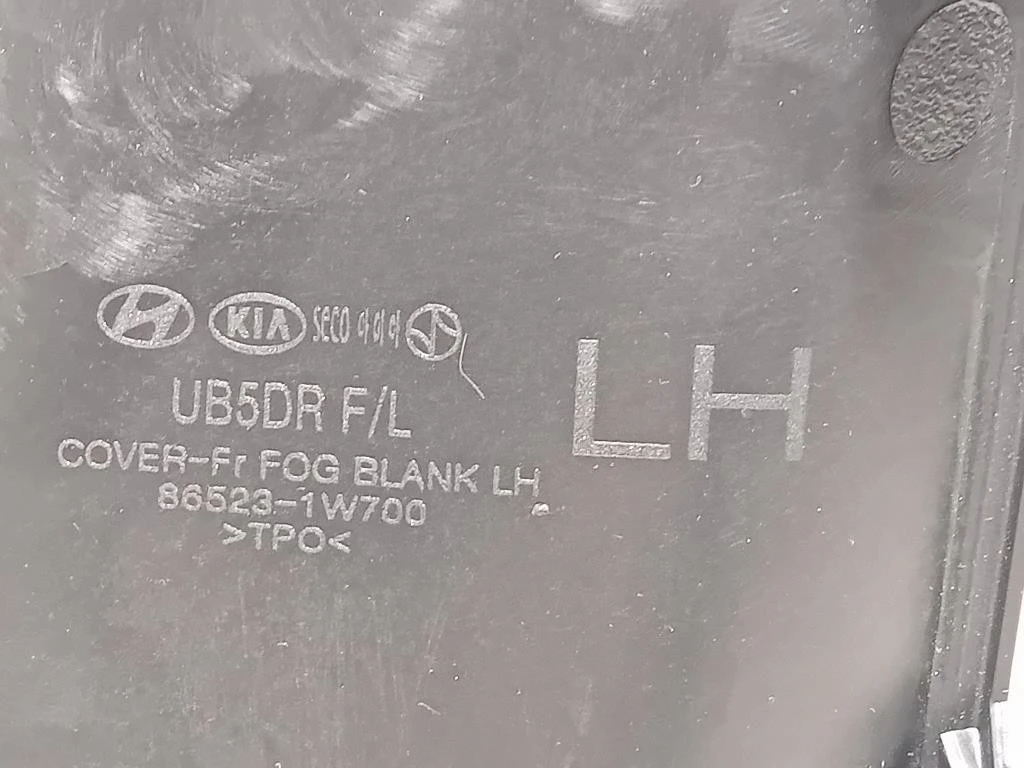 KIA seco
UB5DR F/L
COVER-Fr FOG BLANK LH
86523-1W700
>TPO<
LH